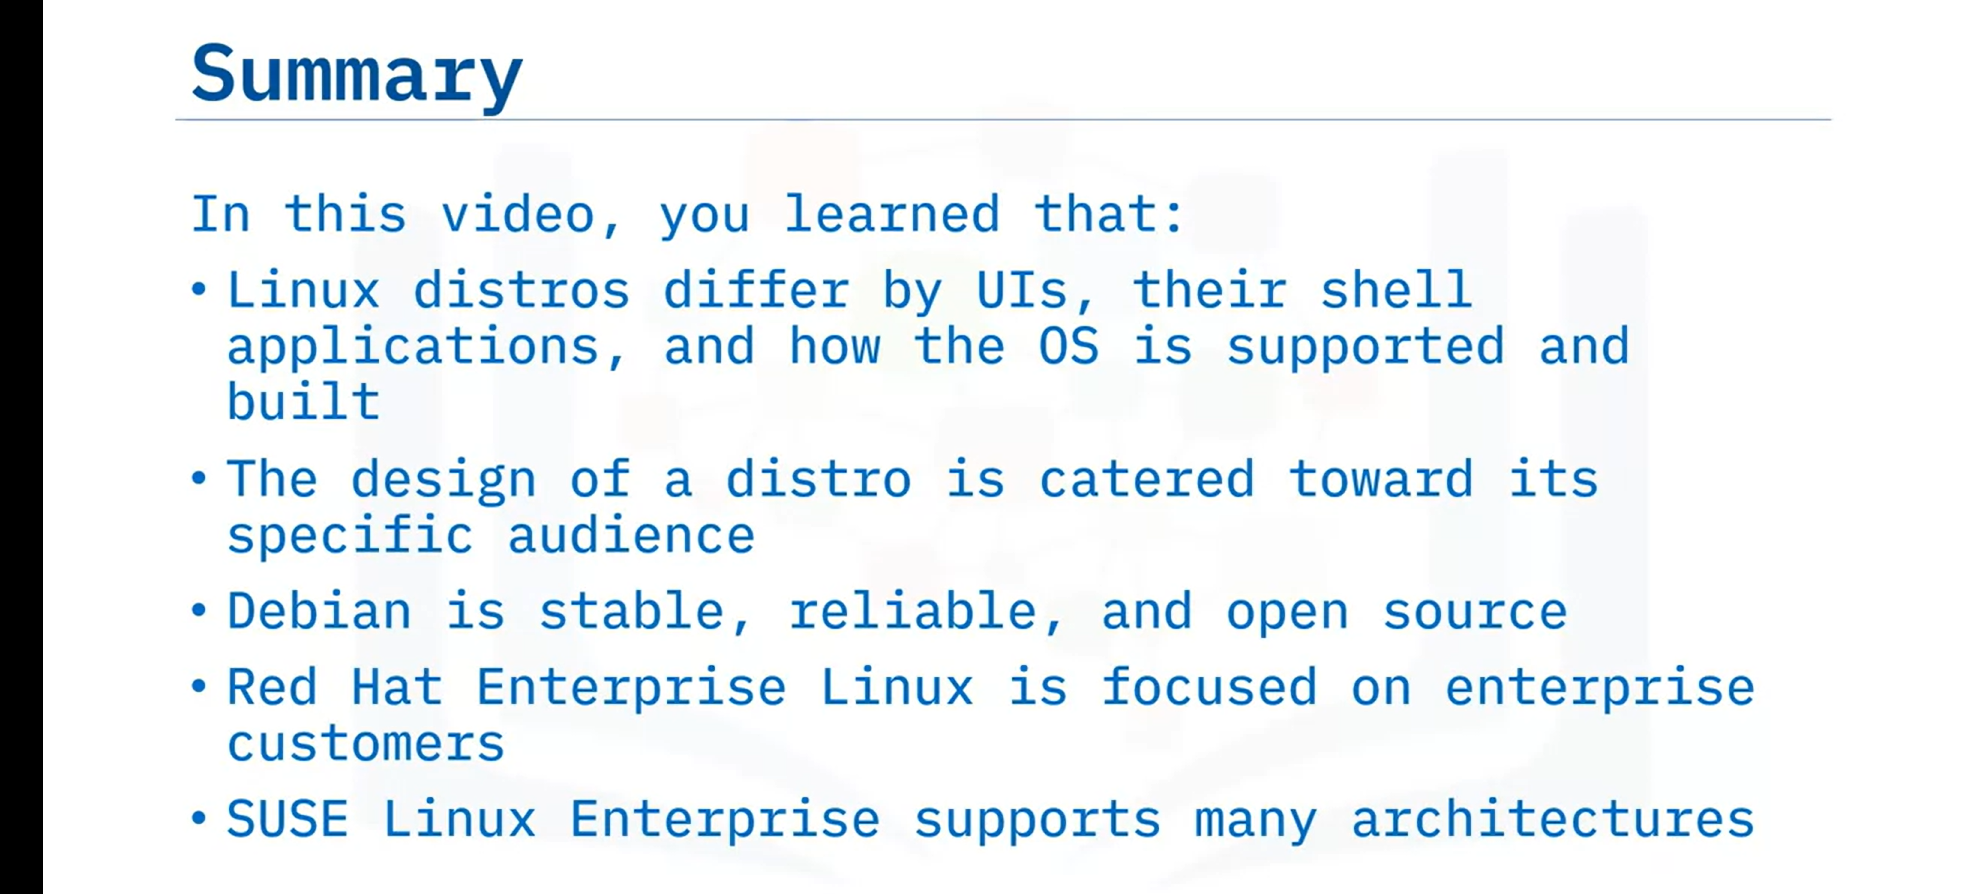 Summary
In this video, you learned that:
• Linux distros differ by UIs, their shell
applications, and how the OS is supported and
built
• The design of a distro is catered toward its
specific audience
• Debian is stable, reliable, and open source
• Red Hat Enterprise Linux is focused on enterprise
customers
• SUSE Linux Enterprise supports many architectures